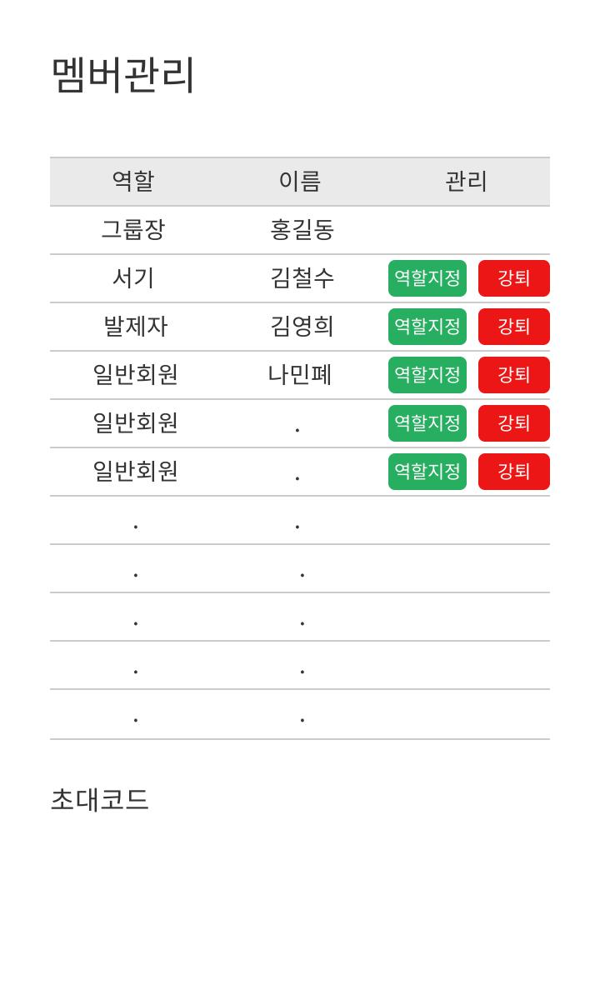 멤버관리
역할 이름 관리
그룹장 홍길동
서기 김철수 역할지정 강퇴
발제자 김영희 역할지정 강퇴
일반회원 나민폐 역할지정 강퇴
일반회원 . 역할지정 강퇴
일반회원 . 역할지정 강퇴
. .
. .
. .
. .
. .
초대코드